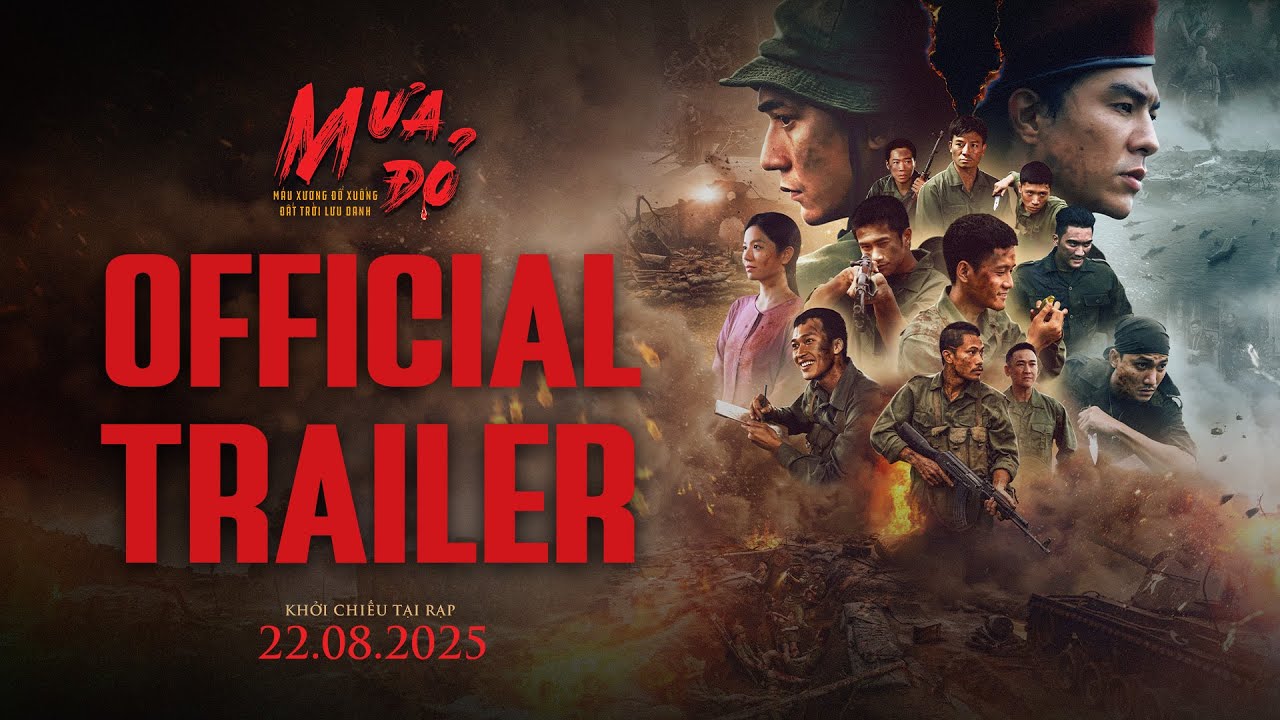 MƯA
ĐỎ
MÁU XƯƠNG ĐỔ XUỐNG
ĐẤT TRỜI LƯU DANH
OFFICIAL
TRAILER
KHỞI CHIẾU TẠI RẠP
22.08.2025